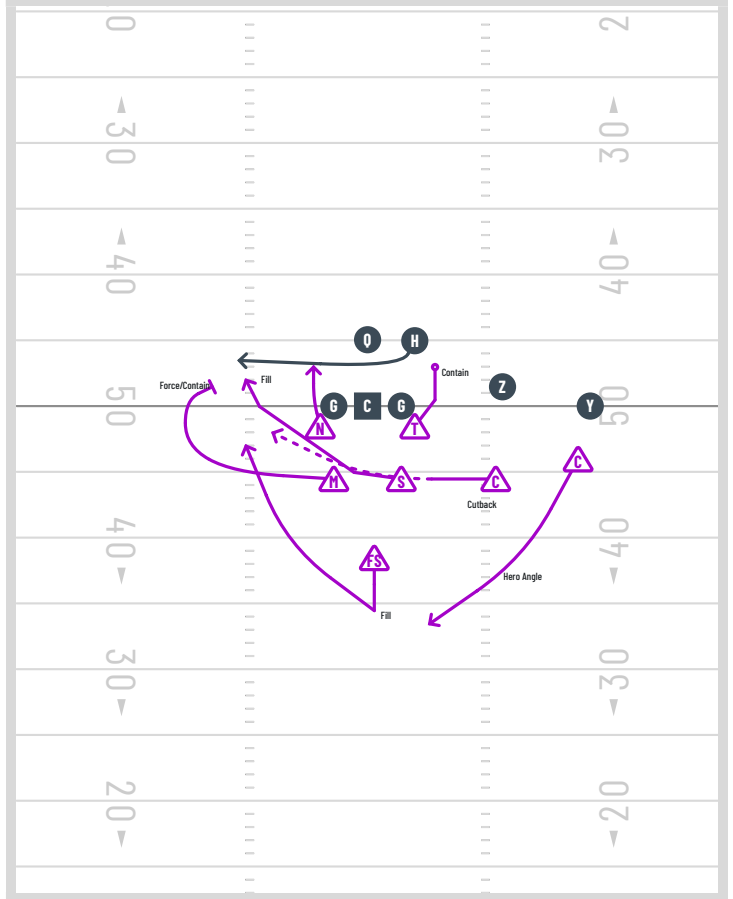 0 2
30 30
40 40
Q H
Force/Contain Fill Contain
Z
50 G C G Y 50
N T
C
M S C
Cutback
40 40
FS
Hero Angle
Fill
30 30
20 20